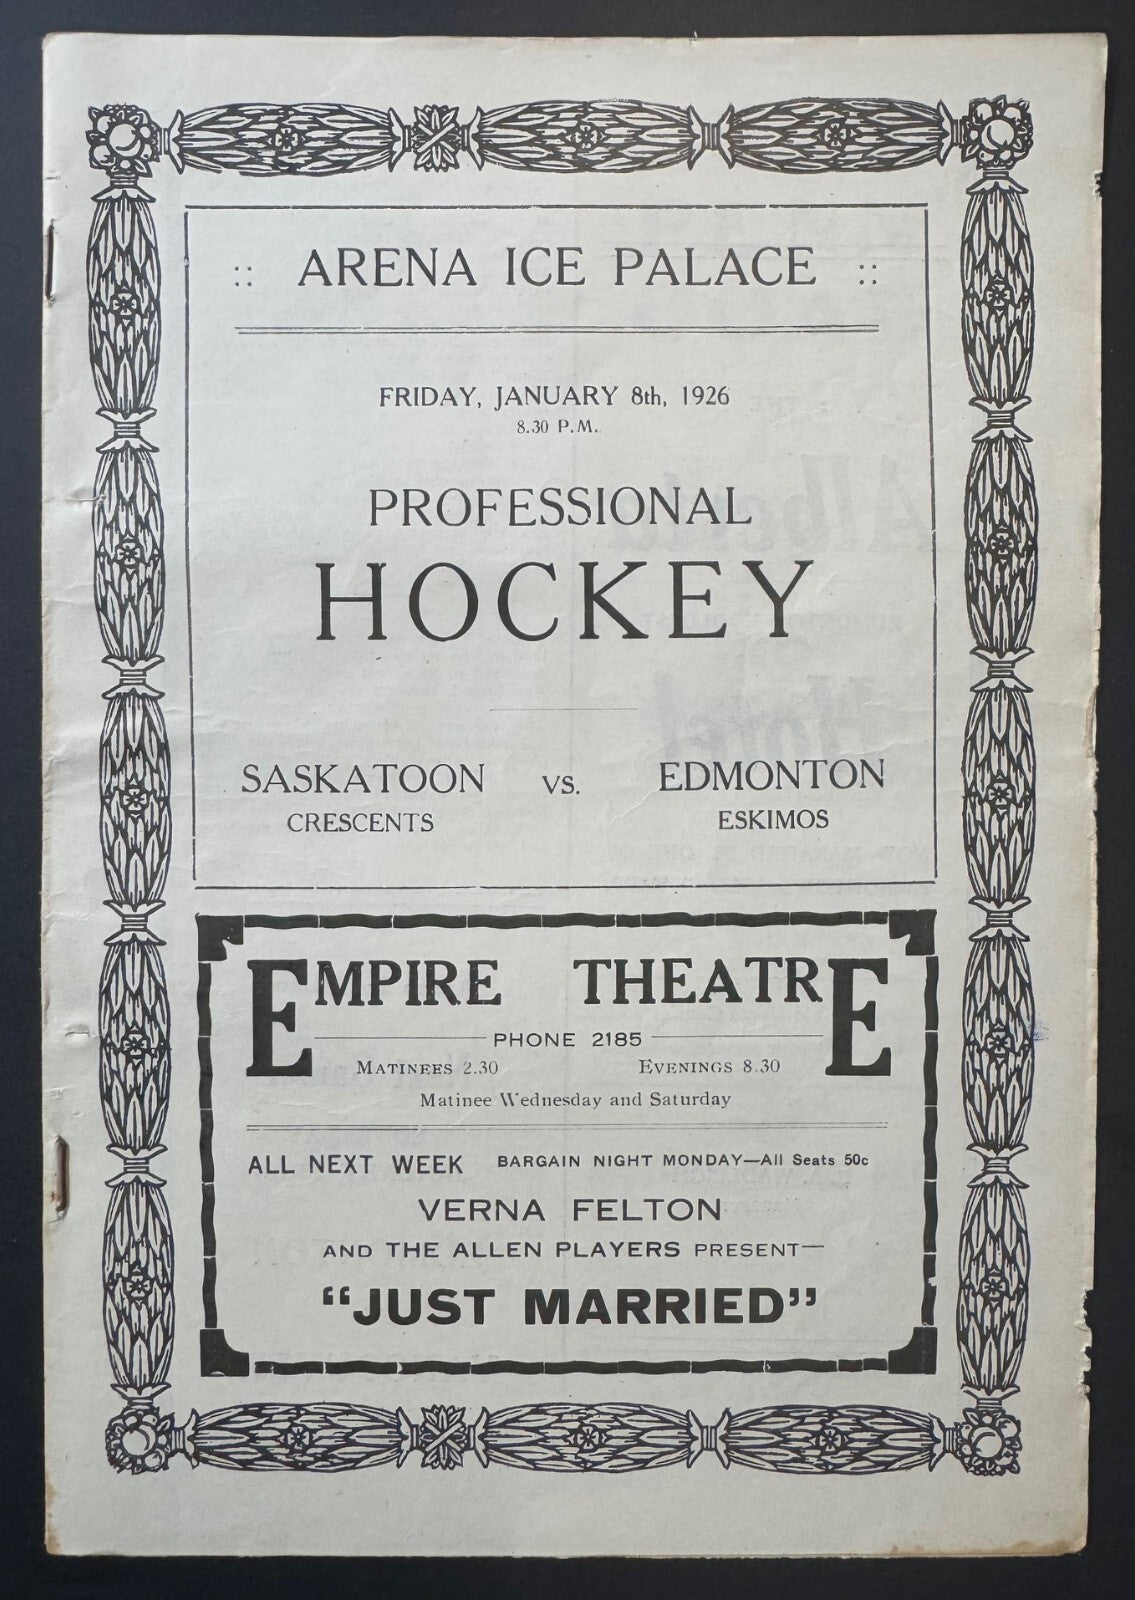 :: ARENA ICE PALACE ::
FRIDAY, JANUARY 8th, 1926
8.30 P.M.
PROFESSIONAL
HOCKEY
SASKATOON vs. EDMONTON
CRESCENTS ESKIMOS
EMPIRE THEATRE
PHONE 2185
MATINEES 2.30 EVENINGS 8.30
Matinee Wednesday and Saturday
ALL NEXT WEEK BARGAIN NIGHT MONDAY—All Seats 50c
VERNA FELTON
AND THE ALLEN PLAYERS PRESENT—
"JUST MARRIED"